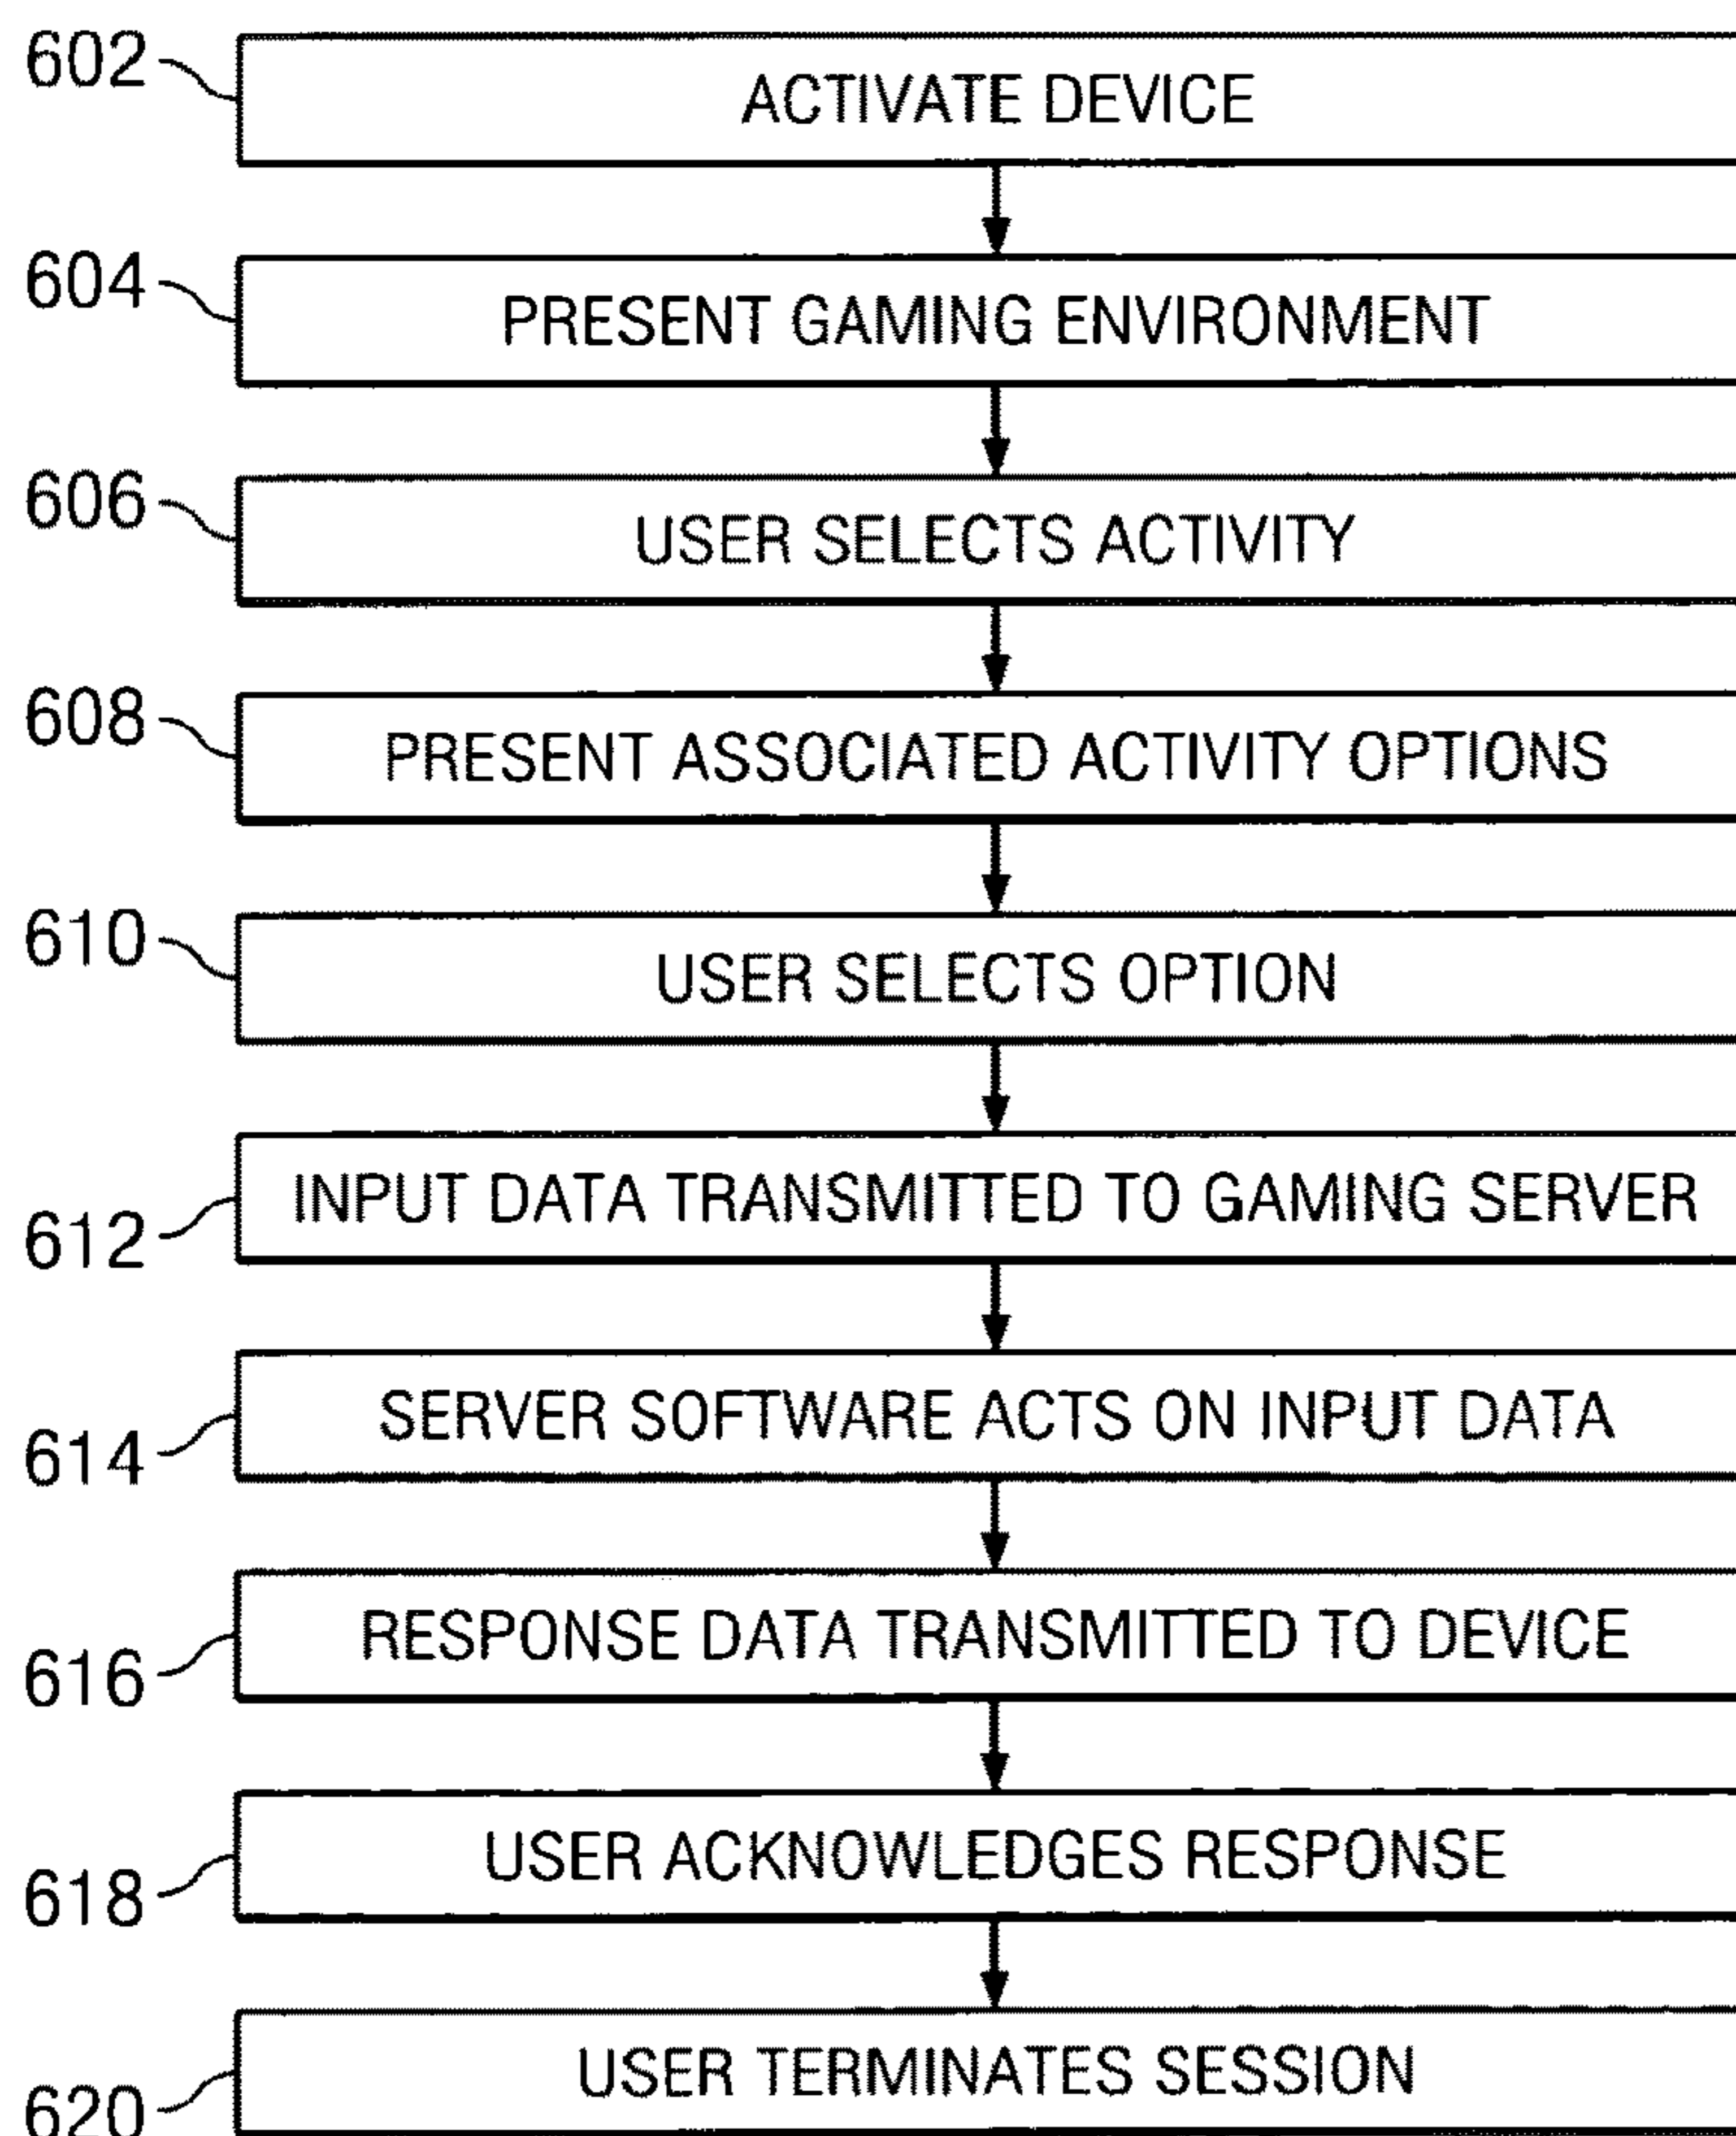 602 ACTIVATE DEVICE
604 PRESENT GAMING ENVIRONMENT
606 USER SELECTS ACTIVITY
608 PRESENT ASSOCIATED ACTIVITY OPTIONS
610 USER SELECTS OPTION
612 INPUT DATA TRANSMITTED TO GAMING SERVER
614 SERVER SOFTWARE ACTS ON INPUT DATA
616 RESPONSE DATA TRANSMITTED TO DEVICE
618 USER ACKNOWLEDGES RESPONSE
620 USER TERMINATES SESSION